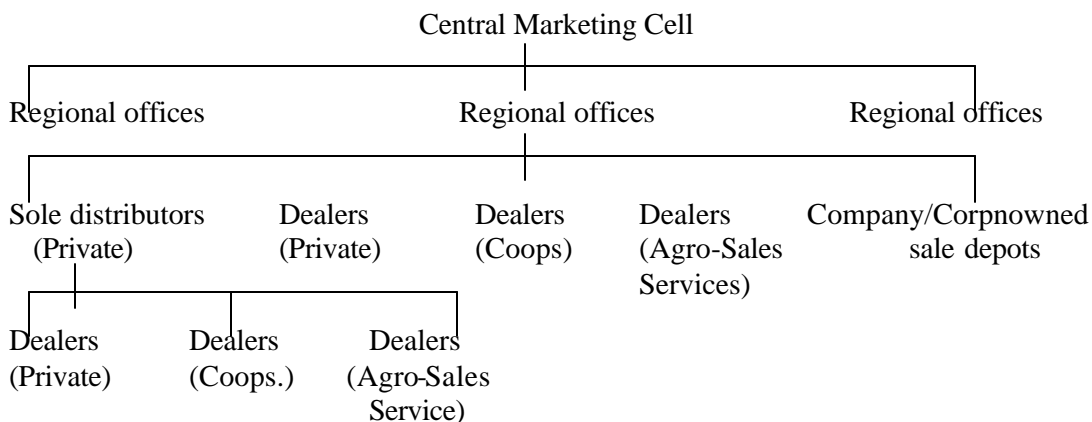 Central Marketing Cell
Regional offices Regional offices Regional offices
Sole distributors Dealers Dealers Dealers Company/Corpnowned
(Private) (Private) (Coops) (Agro-Sales sale depots
Services)
Dealers Dealers Dealers
(Private) (Coops.) (Agro-Sales
Service)